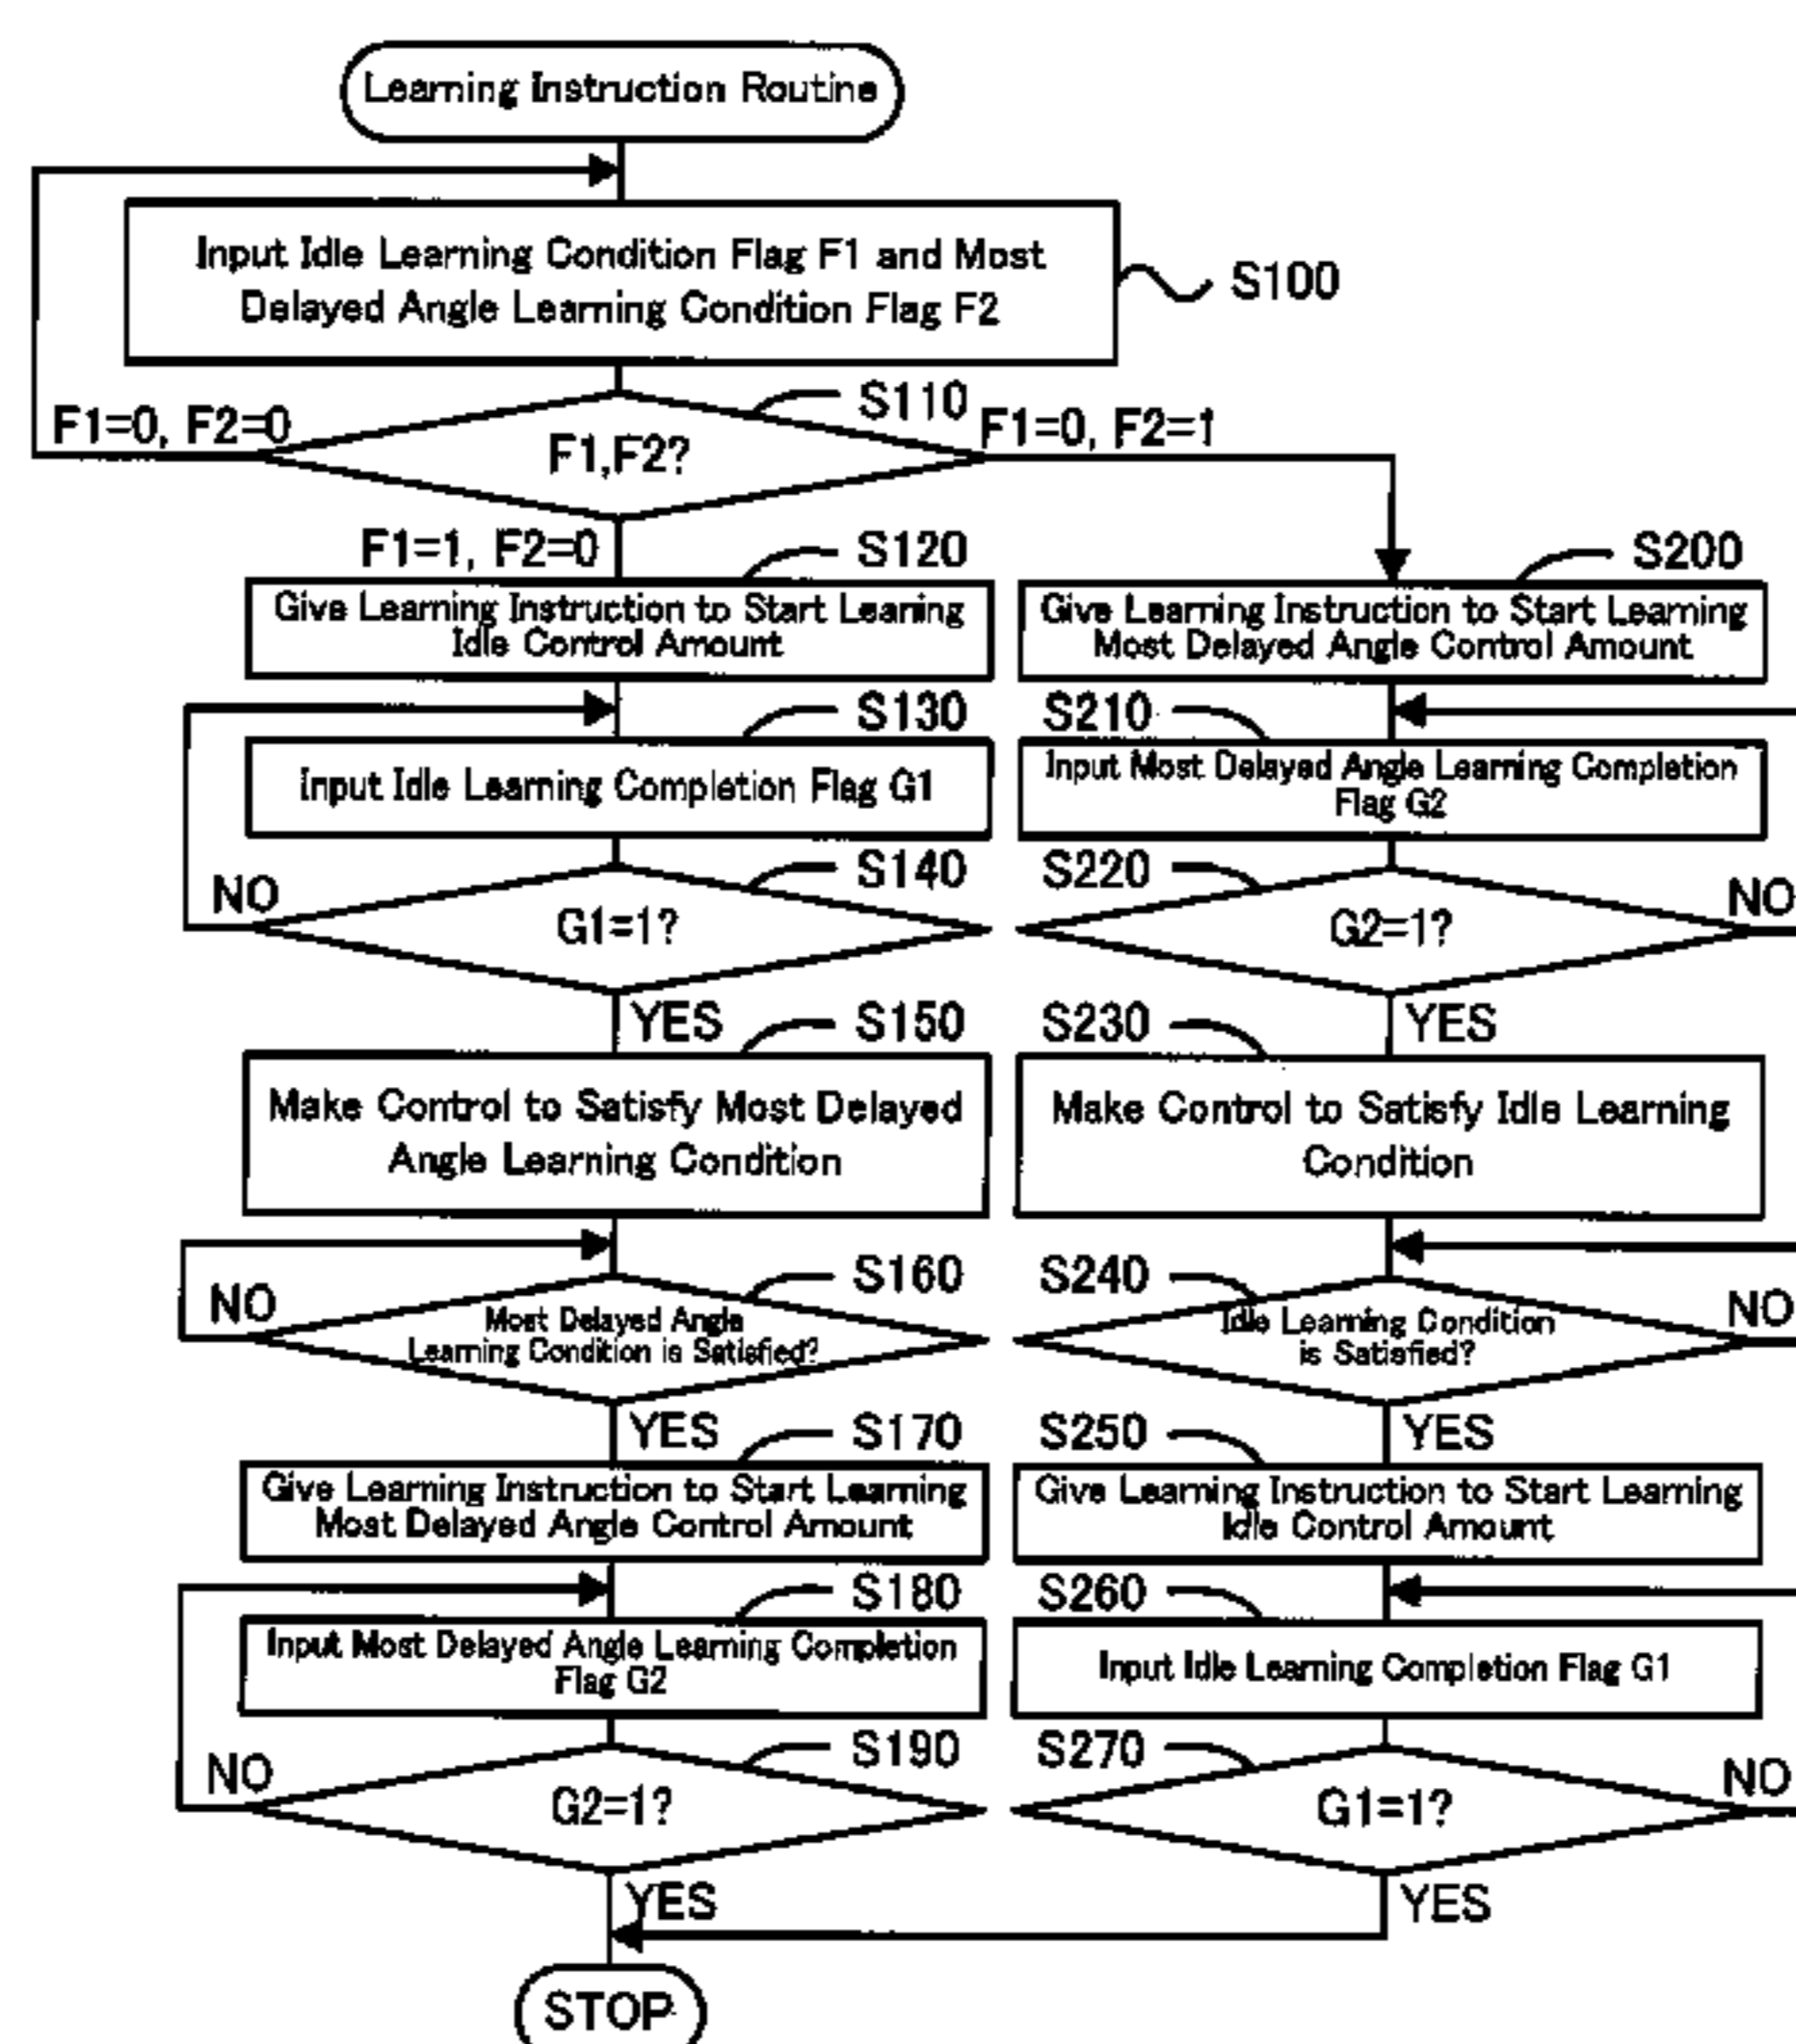 Learning Instruction Routine
Input Idle Learning Condition Flag F1 and Most
Delayed Angle Learning Condition Flag F2
S100
S110
F1=0, F2=0
F1,F2?
F1=0, F2=1
F1=1, F2=0
S120
Give Learning Instruction to Start Leaning
Idle Control Amount
S130
Input Idle Learning Completion Flag G1
S140
NO
G1=1?
YES
S150
Make Control to Satisfy Most Delayed
Angle Learning Condition
S160
NO
Most Delayed Angle
Learning Condition is Satisfied?
YES
S170
Give Learning Instruction to Start Learning
Most Delayed Angle Control Amount
S180
Input Most Delayed Angle Learning Completion
Flag G2
S190
NO
G2=1?
YES
S200
Give Learning Instruction to Start Learning
Most Delayed Angle Control Amount
S210
Input Most Delayed Angle Learning Completion
Flag G2
S220
NO
G2=1?
YES
S230
Make Control to Satisfy Idle Learning
Condition
S240
NO
Idle Learning Condition
is Satisfied?
YES
S250
Give Learning Instruction to Start Learning
Idle Control Amount
S260
Input Idle Learning Completion Flag G1
S270
NO
G1=1?
YES
STOP